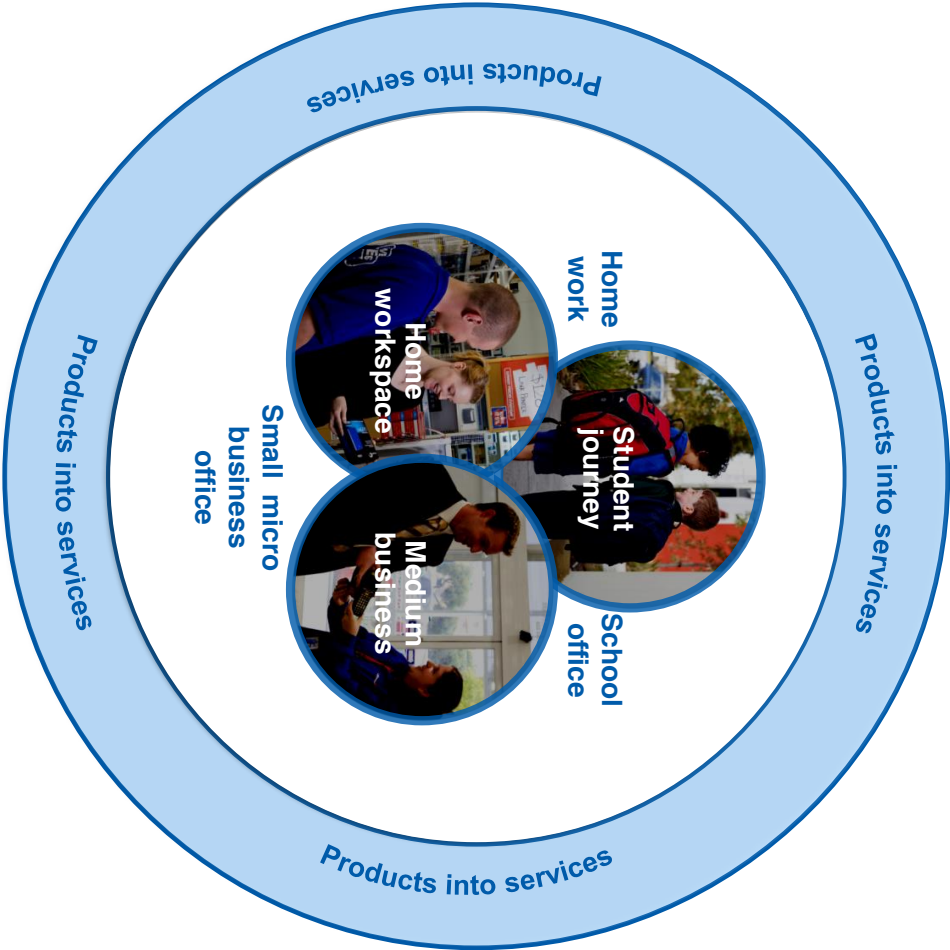 Products into services
Products into services
Products into services
Products into services
Student
journey
Home
work
School
office
Home
workspace
Medium
business
Small micro
business
office